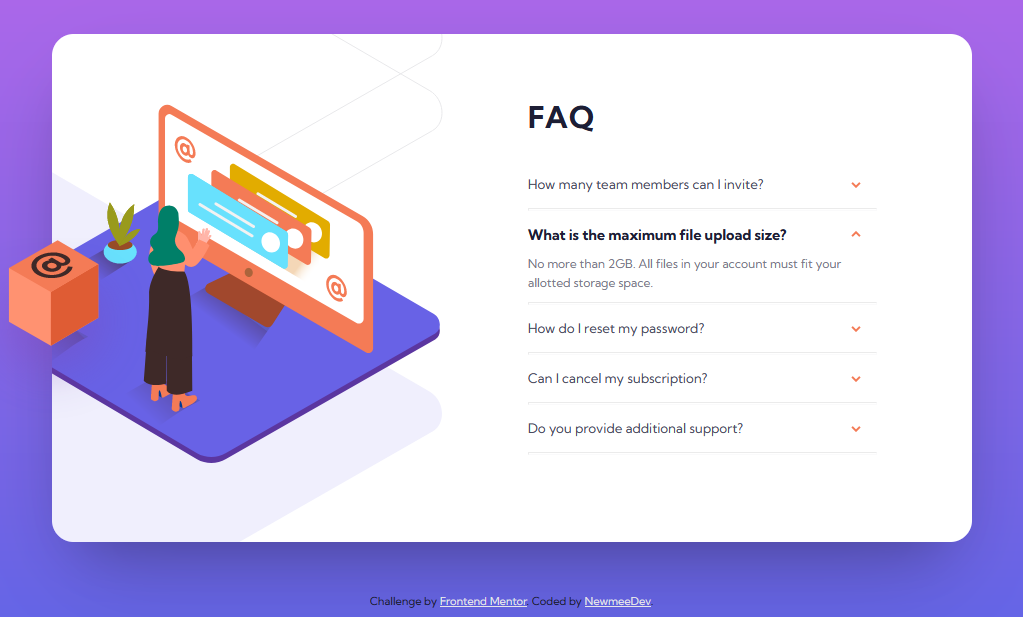 FAQ
How many team members can I invite?
What is the maximum file upload size?
No more than 2GB. All files in your account must fit your
allotted storage space.
How do I reset my password?
Can I cancel my subscription?
Do you provide additional support?
@
@
@
Challenge by Frontend Mentor Coded by NewmeeDev